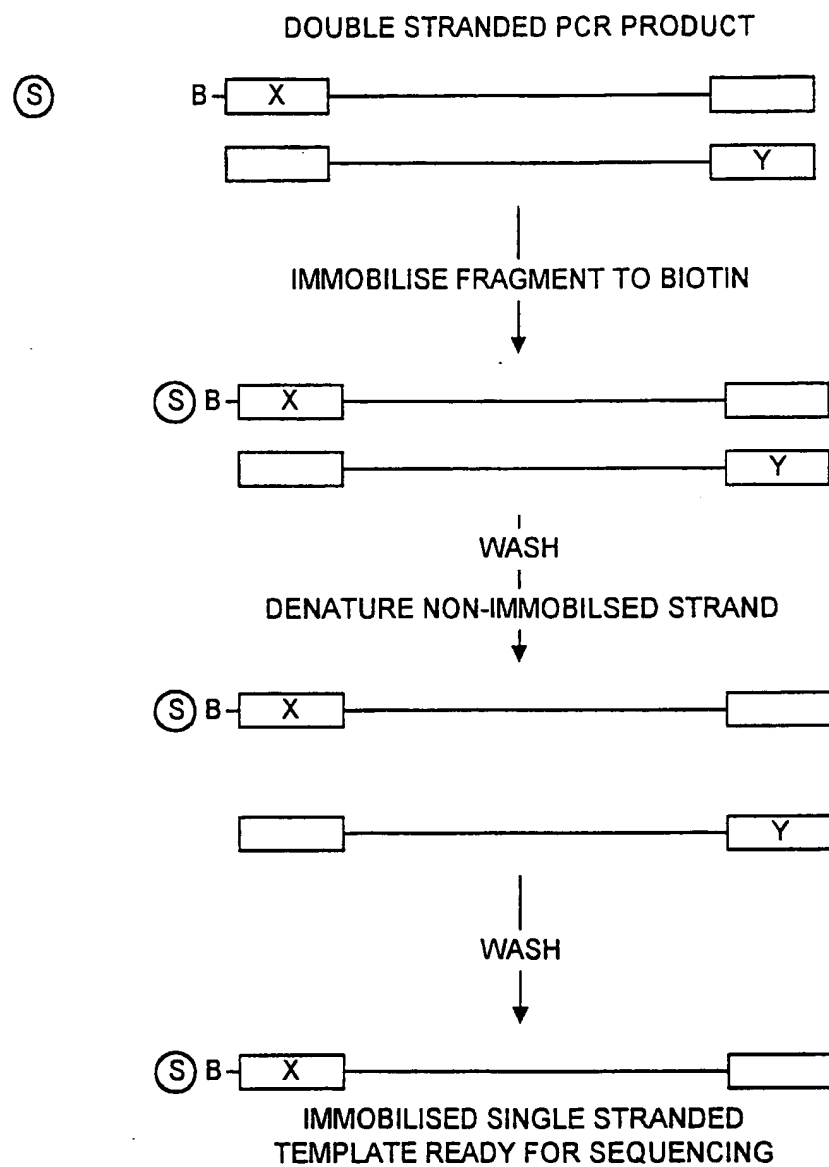 DOUBLE STRANDED PCR PRODUCT
S B X
Y
IMMOBILISE FRAGMENT TO BIOTIN
S B X
Y
WASH
DENATURE NON-IMMOBILSED STRAND
S B X
Y
WASH
S B X
IMMOBILISED SINGLE STRANDED
TEMPLATE READY FOR SEQUENCING